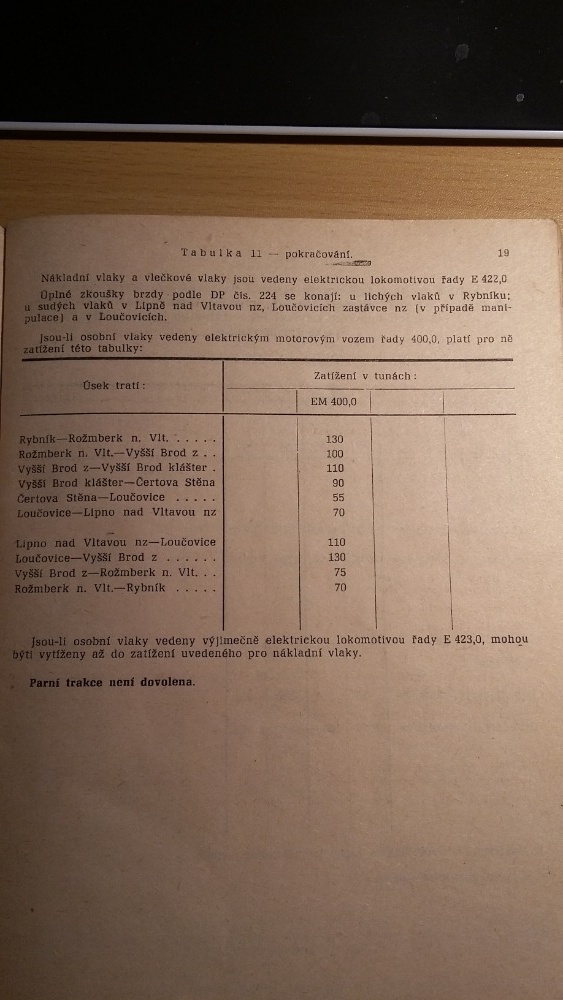 Tabulka 11 — pokračování.
19
Nákladní vlaky a vlečkové vlaky jsou vedeny elektrickou lokomotivou řady E 422,0
Úplné zkoušky brzdy podle DP čis. 224 se konají: u lichých vlaků v Rybníku;
u sudých vlaků v Lipně nad Vltavou nz, Loučovicích zastávce nz (v případě mani-
pulace) a v Loučovicích.
Jsou-li osobní vlaky vedeny elektrickým motorovým vozem řady 400,0, platí pro ně
zatížení této tabulky:
Úsek trati:
Zatížení v tunách:
EM 400,0
Rybník—Rožmberk n. Vlt. . . . . . 130
Rožmberk n. Vlt.—Vyšší Brod z . . 100
Vyšší Brod z—Vyšší Brod klášter . 110
Vyšší Brod klášter—Čertova Stěna 90
Čertova Stěna—Loučovice . . . . . 55
Loučovice—Lipno nad Vltavou nz 70
Lipno nad Vltavou nz—Loučovice 110
Loučovice—Vyšší Brod z . . . . . . 130
Vyšší Brod z—Rožmberk n. Vlt. . . 75
Rožmberk n. Vlt.—Rybník . . . . . 70
Jsou-li osobní vlaky vedeny výjimečně elektrickou lokomotivou řady E 423,0, mohou
býti vytíženy až do zatížení uvedeného pro nákladní vlaky.
Parní trakce není dovolena.